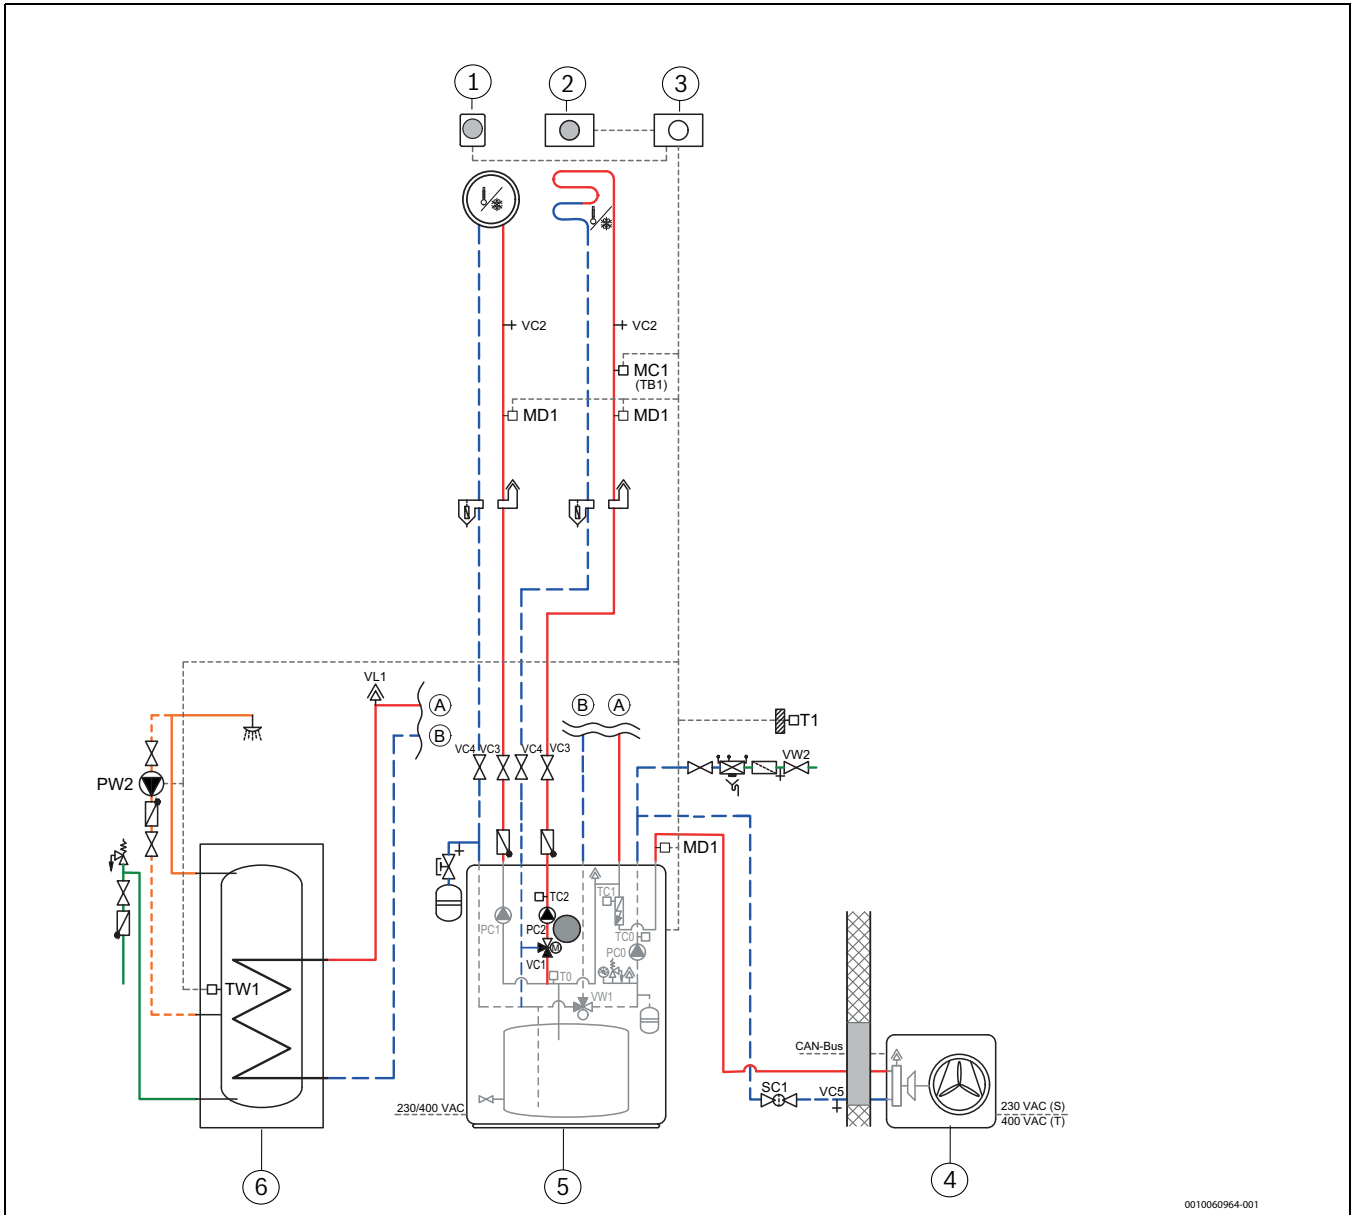 1 2 3
VC2 VC2
MC1
(TB1)
MD1 MD1
VL1
A B A
B
T1
VC4 VC3 VC4 VC3
VW2
PW2
MD1
TC2 TC1
PC1 PC2 TC0
M PC0
VC1
T0
TW1
VW1
CAN-Bus
SC1 VC5
230/400 VAC
230 VAC (S)
400 VAC (T)
6 5 4
0010060964-001